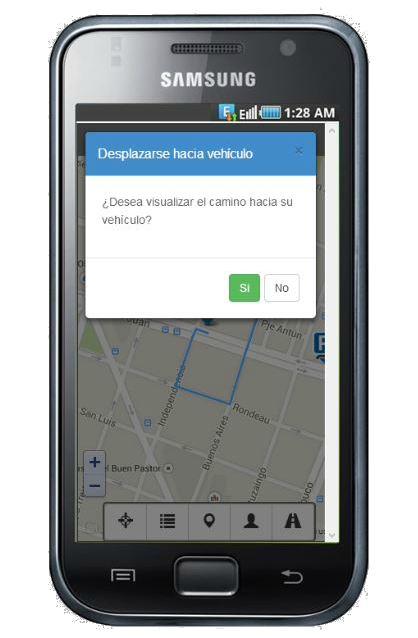 SAMSUNG
E 1:28 AM
Desplazarse hacia vehículo ×
¿Desea visualizar el camino hacia su
vehículo?
Si No
Pje Antún
P
Independencia
San Luis
Rondeau
Buenos Aires
el Buen Pastor
+
−